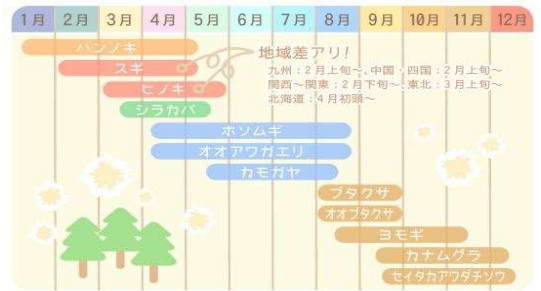 1月 2月 3月 4月 5月 6月 7月 8月 9月 10月 11月 12月
ハンノキ
地域差アリ!
スギ
九州:2月上旬~、中国・四国:2月上旬~
ヒノキ
関西~関東:2月下旬~、東北:3月上旬~
シラカバ
北海道:4月初頭~
ホソムギ
オオアワガエリ
カモガヤ
ブタクサ
オオブタクサ
ヨモギ
カナムグラ
セイタカアワダチソウ